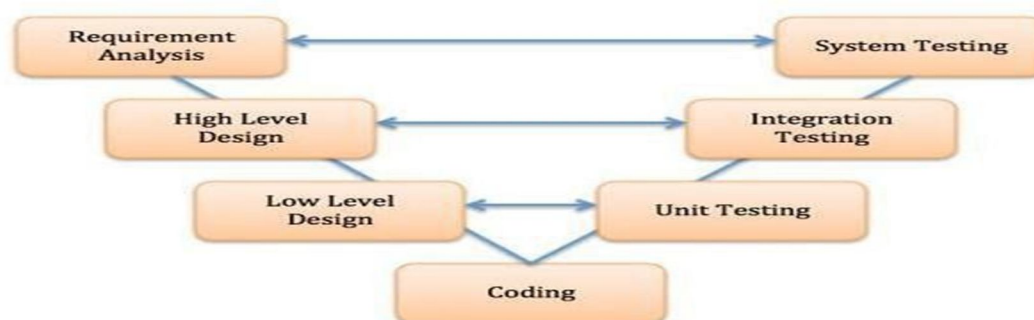 Requirement
Analysis
System Testing
High Level
Design
Integration
Testing
Low Level
Design
Unit Testing
Coding